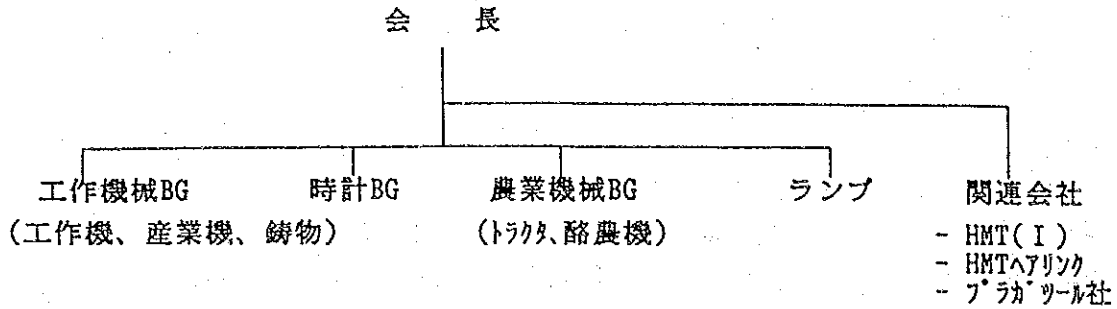 会 長
工作機械BG 時計BG 農業機械BG ランプ 関連会社
(工作機、産業機、鋳物) (ﾄﾗｸﾀ、酪農機)
- HMT(I)
- HMTﾍﾞｱﾘﾝｸ
- ﾌﾟﾗｶﾞﾂｰﾙ社